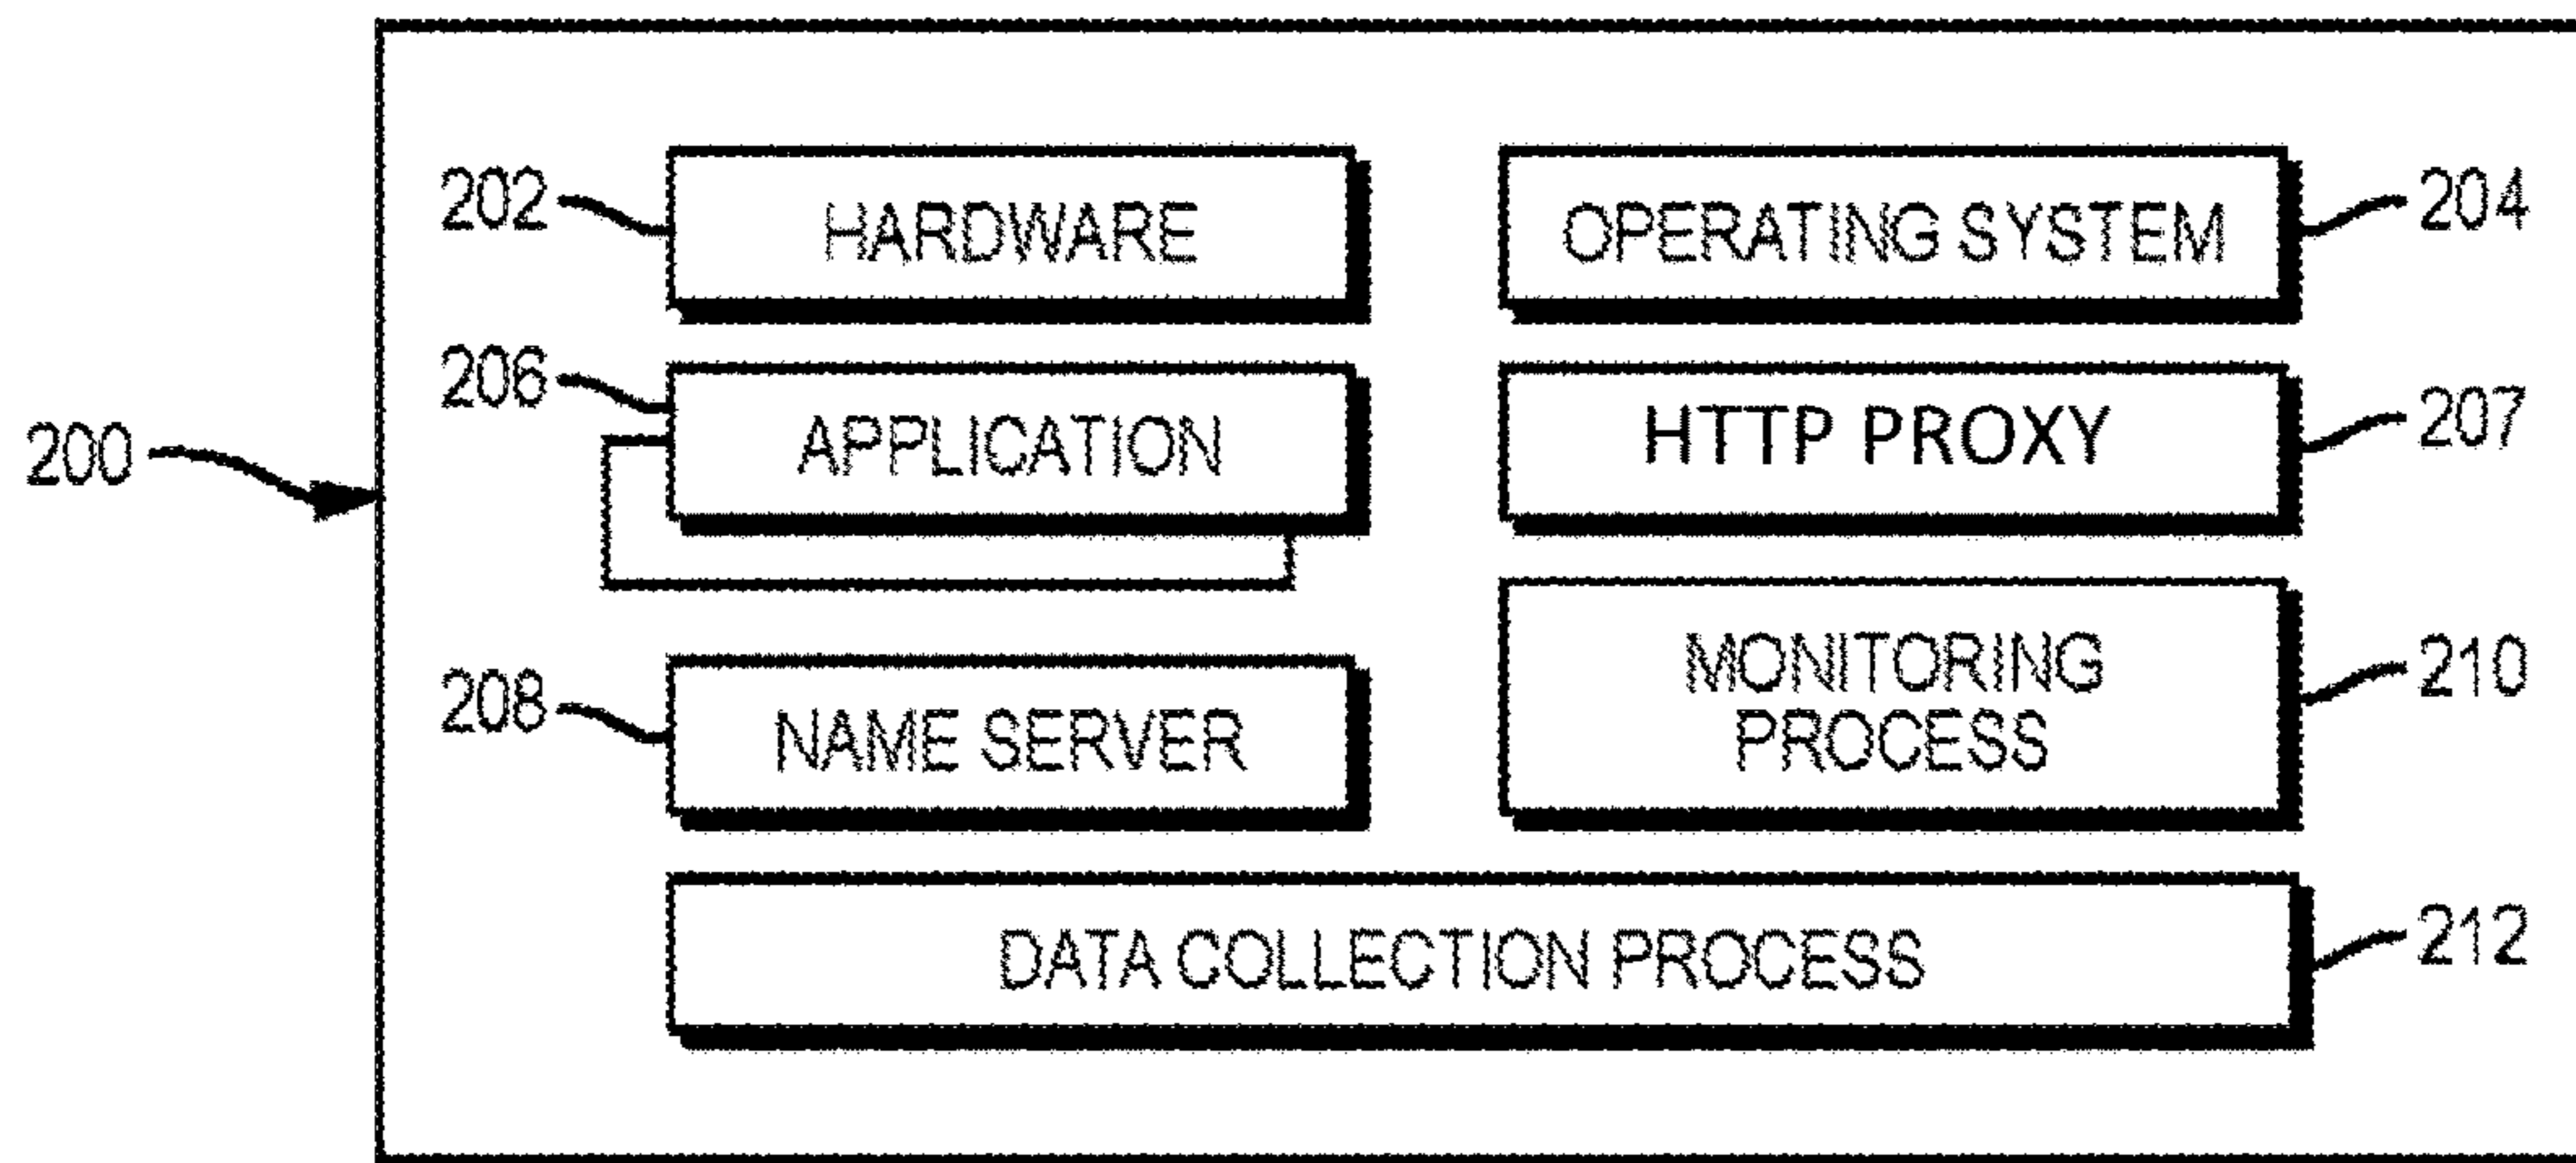 202
HARDWARE
OPERATING SYSTEM
204
206
APPLICATION
HTTP PROXY
207
200
208
NAME SERVER
MONITORING
PROCESS
210
DATA COLLECTION PROCESS
212